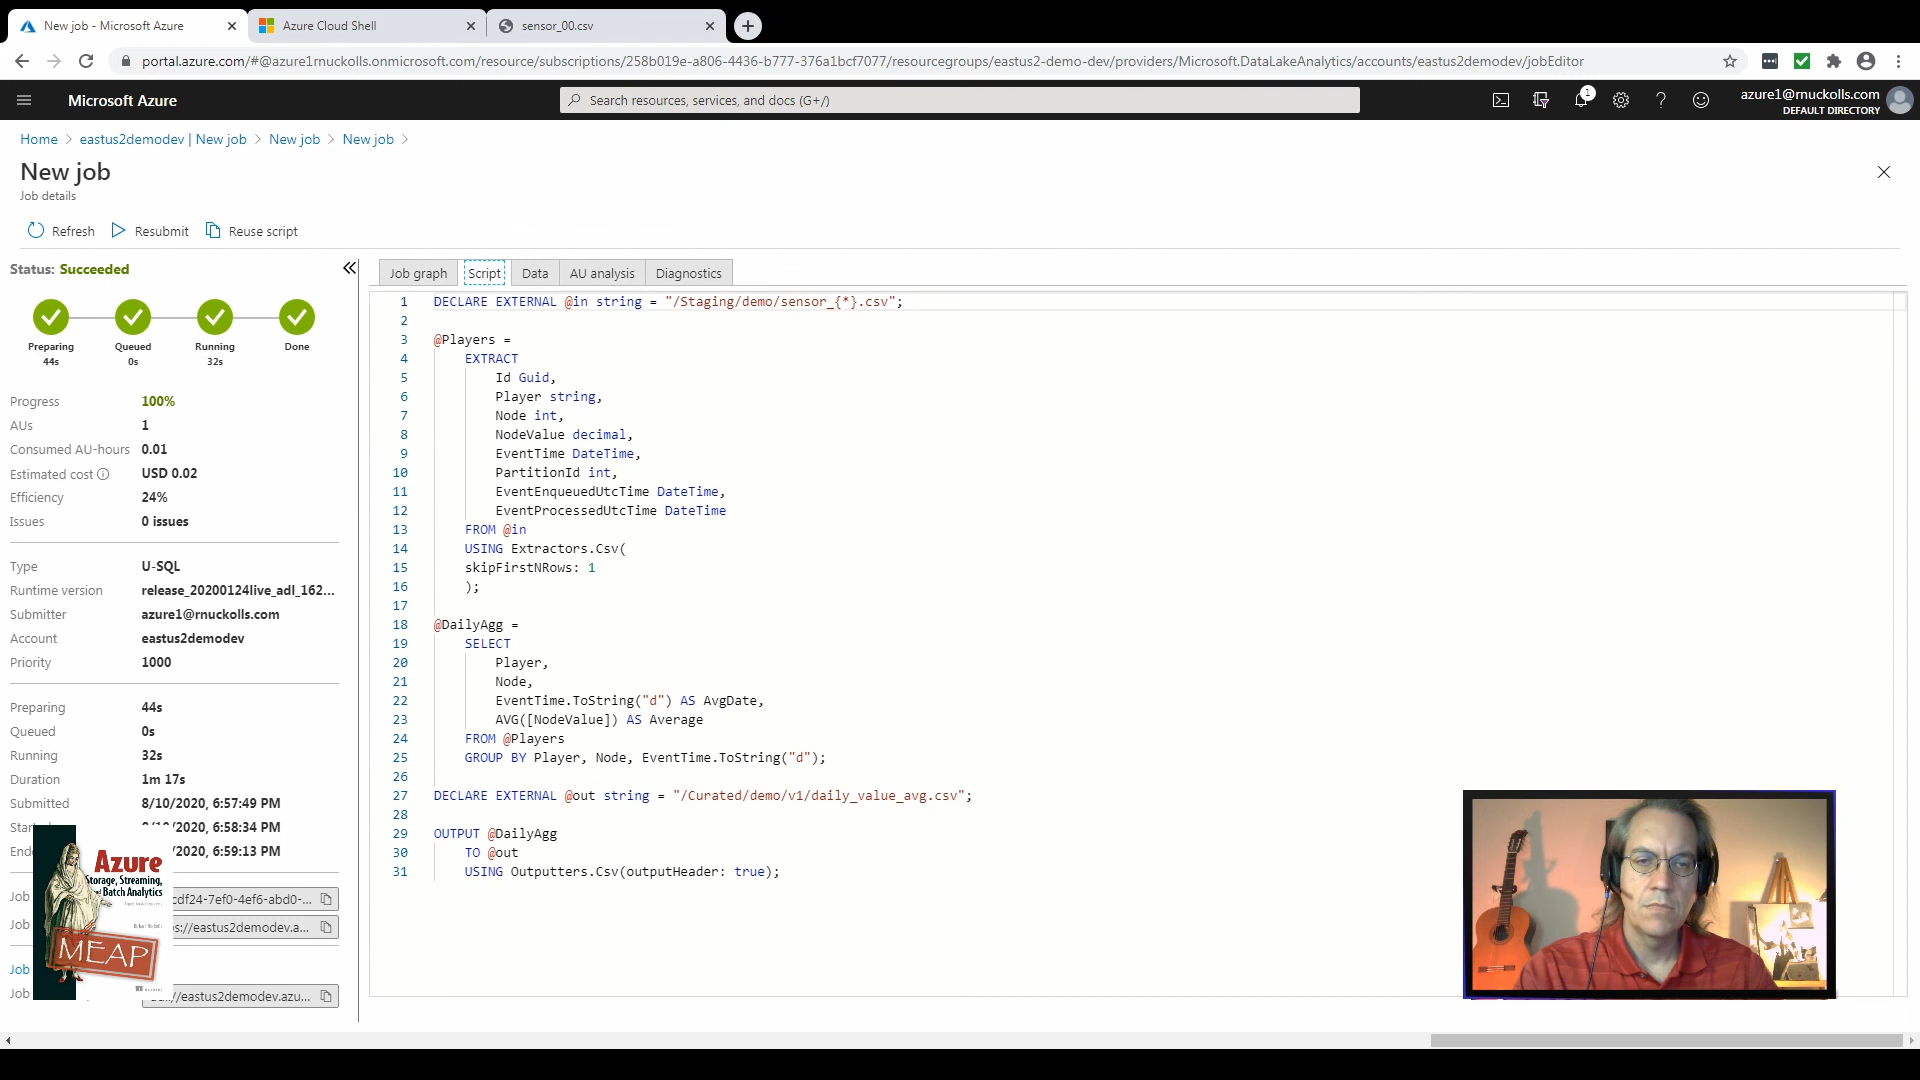 New job - Microsoft Azure
Azure Cloud Shell
sensor_00.csv
portal.azure.com/#@azure1rnuckolls.onmicrosoft.com/resource/subscriptions/258b019e-a806-4436-b777-376a1bcf7077/resourcegroups/eastus2-demo-dev/providers/Microsoft.DataLakeAnalytics/accounts/eastus2demodev/jobEditor
Microsoft Azure
Search resources, services, and docs (G+/)
1
azure1@rnuckolls.com
DEFAULT DIRECTORY
Home > eastus2demodev | New job > New job > New job >
New job
Job details
Refresh
Resubmit
Reuse script
Status: Succeeded
Preparing
44s
Queued
0s
Running
32s
Done
Progress 100%
AUs 1
Consumed AU-hours 0.01
Estimated cost USD 0.02
Efficiency 24%
Issues 0 issues
Type U-SQL
Runtime version release_20200124live_adl_162...
Submitter azure1@rnuckolls.com
Account eastus2demodev
Priority 1000
Preparing 44s
Queued 0s
Running 32s
Duration 1m 17s
Submitted 8/10/2020, 6:57:49 PM
6:58:34 PM
6:59:13 PM
Job cdf24-7ef0-4ef6-abd0-...
Job s://eastus2demodev.a...
Job
Job //eastus2demodev.azu...
Azure
Storage, Streaming,
and Batch Analytics
MEAP
Job graph
Script
Data
AU analysis
Diagnostics
1 DECLARE EXTERNAL @in string = "/Staging/demo/sensor_{*}.csv";
2
3 @Players =
4 EXTRACT
5 Id Guid,
6 Player string,
7 Node int,
8 NodeValue decimal,
9 EventTime DateTime,
10 PartitionId int,
11 EventEnqueuedUtcTime DateTime,
12 EventProcessedUtcTime DateTime
13 FROM @in
14 USING Extractors.Csv(
15 skipFirstNRows: 1
16 );
17
18 @DailyAgg =
19 SELECT
20 Player,
21 Node,
22 EventTime.ToString("d") AS AvgDate,
23 AVG([NodeValue]) AS Average
24 FROM @Players
25 GROUP BY Player, Node, EventTime.ToString("d");
26
27 DECLARE EXTERNAL @out string = "/Curated/demo/v1/daily_value_avg.csv";
28
29 OUTPUT @DailyAgg
30 TO @out
31 USING Outputters.Csv(outputHeader: true);